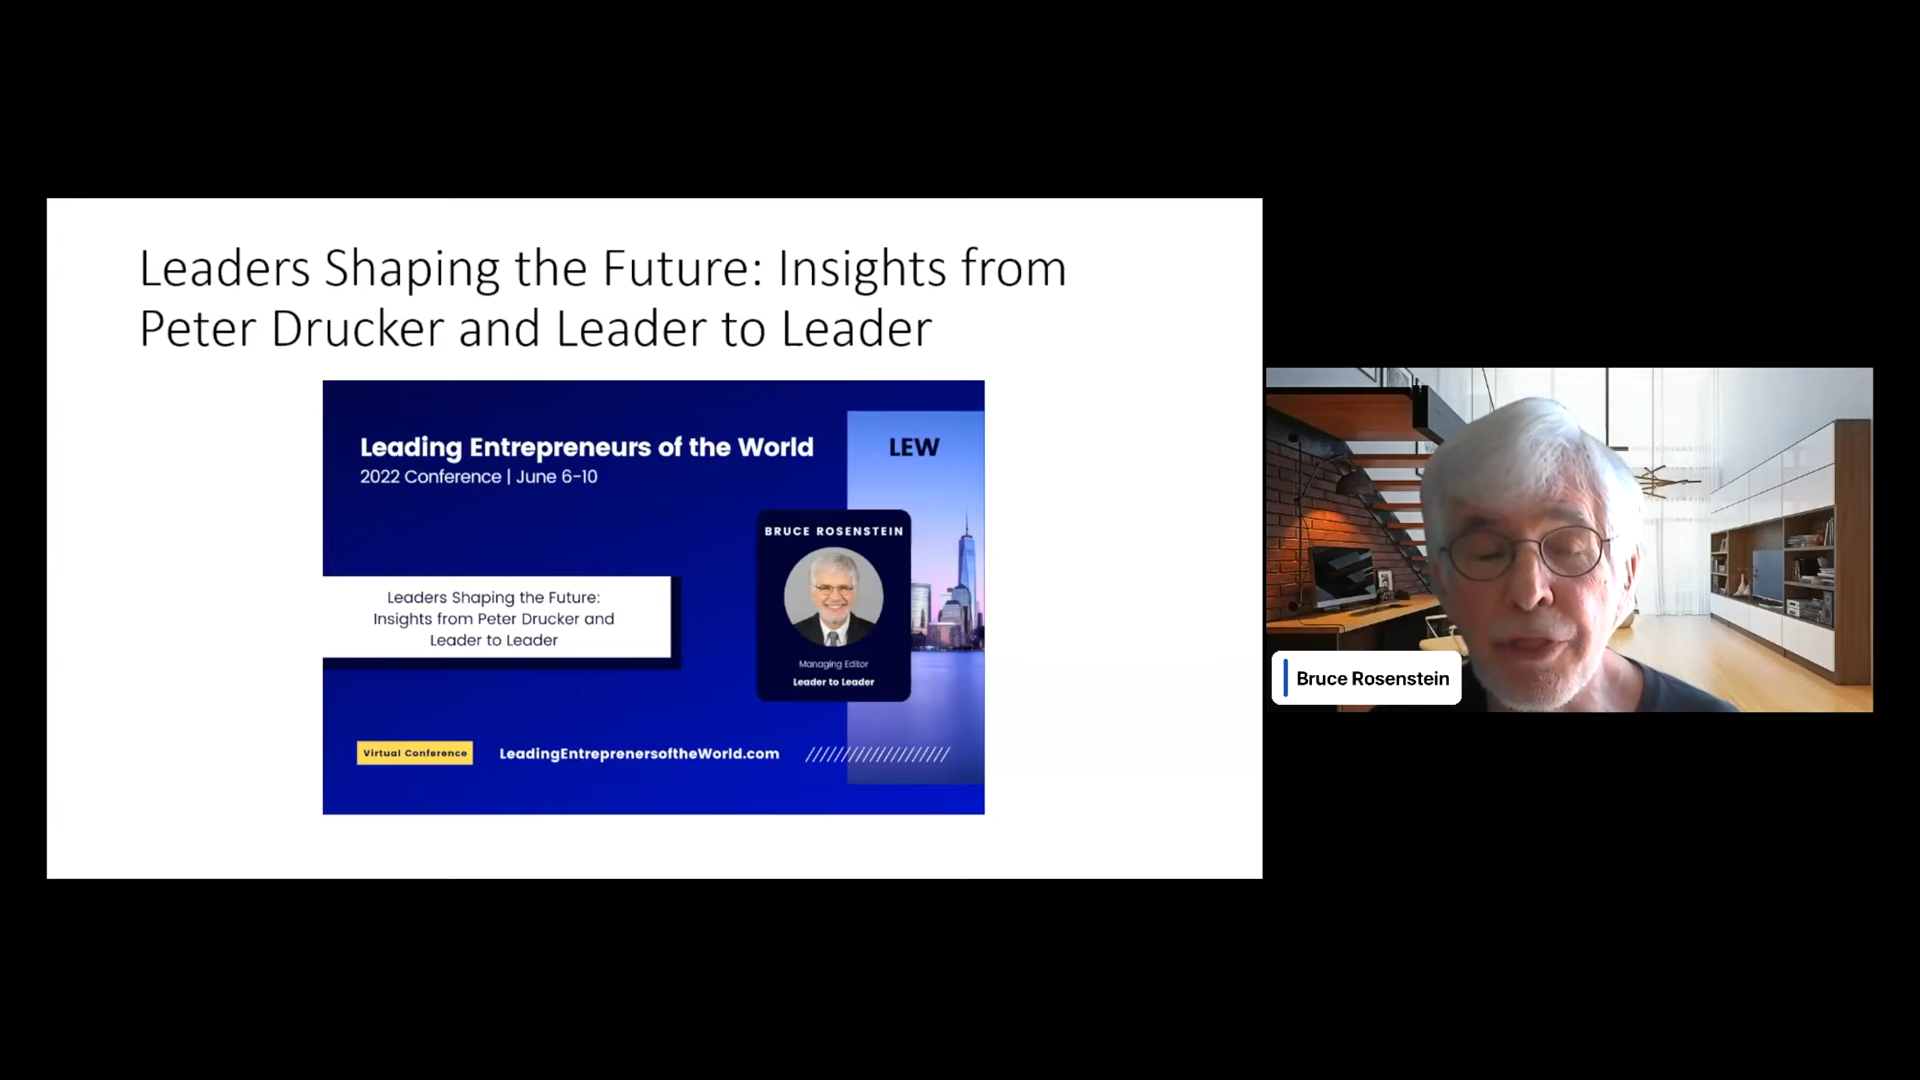 Leaders Shaping the Future: Insights from
Peter Drucker and Leader to Leader
Leading Entrepreneurs of the World
2022 Conference | June 6-10
LEW
BRUCE ROSENSTEIN
Leaders Shaping the Future:
Insights from Peter Drucker and
Leader to Leader
Managing Editor
Leader to Leader
Virtual Conference
LeadingEntreprenersoftheWorld.com
Bruce Rosenstein